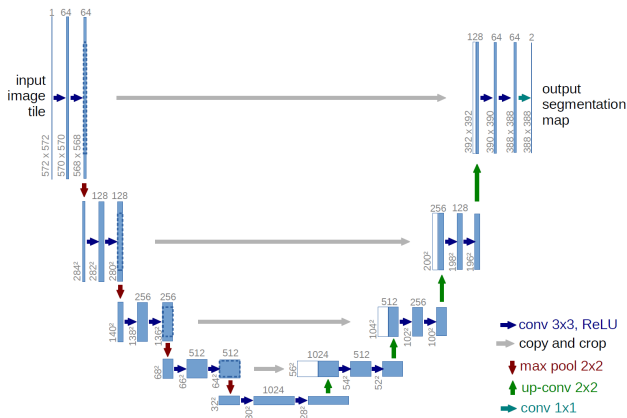 1 64 64
128 64 64 2
input
image
tile
output
segmentation
map
572 x 572
570 x 570
568 x 568
392 x 392
390 x 390
388 x 388
388 x 388
128 128
256 128
284²
282²
280²
200²
198²
196²
256 256
512 256
140²
138²
136²
104²
102²
100²
conv 3x3, ReLU
copy and crop
max pool 2x2
up-conv 2x2
conv 1x1
512 512
1024 512
68²
66²
64²
56²
54²
52²
1024
32²
30²
28²